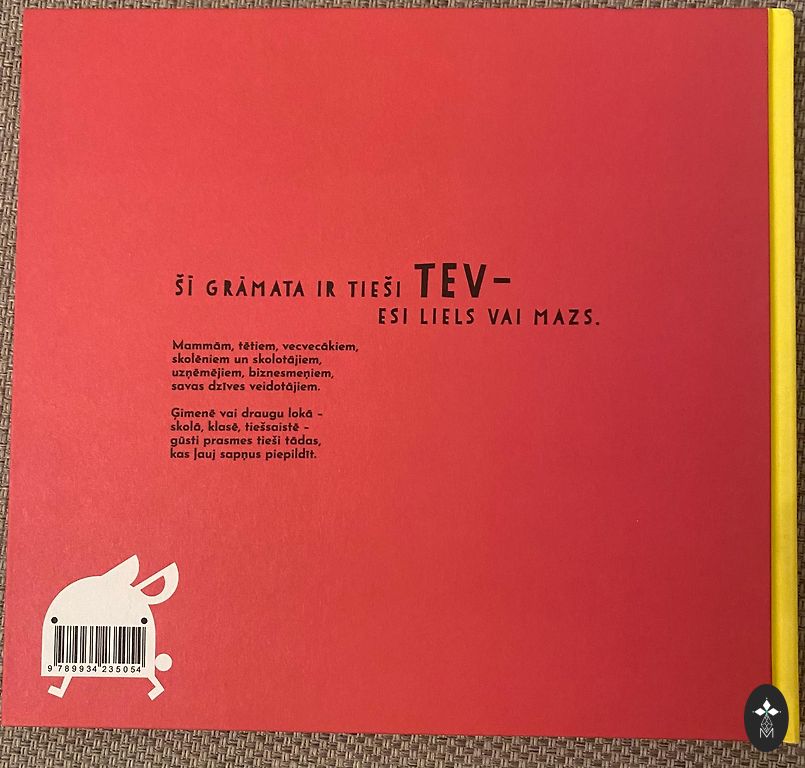 ŠĪ GRĀMATA IR TIEŠI TEV–
ESI LIELS VAI MAZS.
Mammām, tētiem, vecvecākiem,
skolēniem un skolotājiem,
uzņēmējiem, biznesmeņiem,
savas dzīves veidotājiem.
Ģimenē vai draugu lokā –
skolā, klasē, tiešsaistē –
gūsti prasmes tieši tādas,
kas ļauj sapņus piepildīt.
9 789934 235054
M